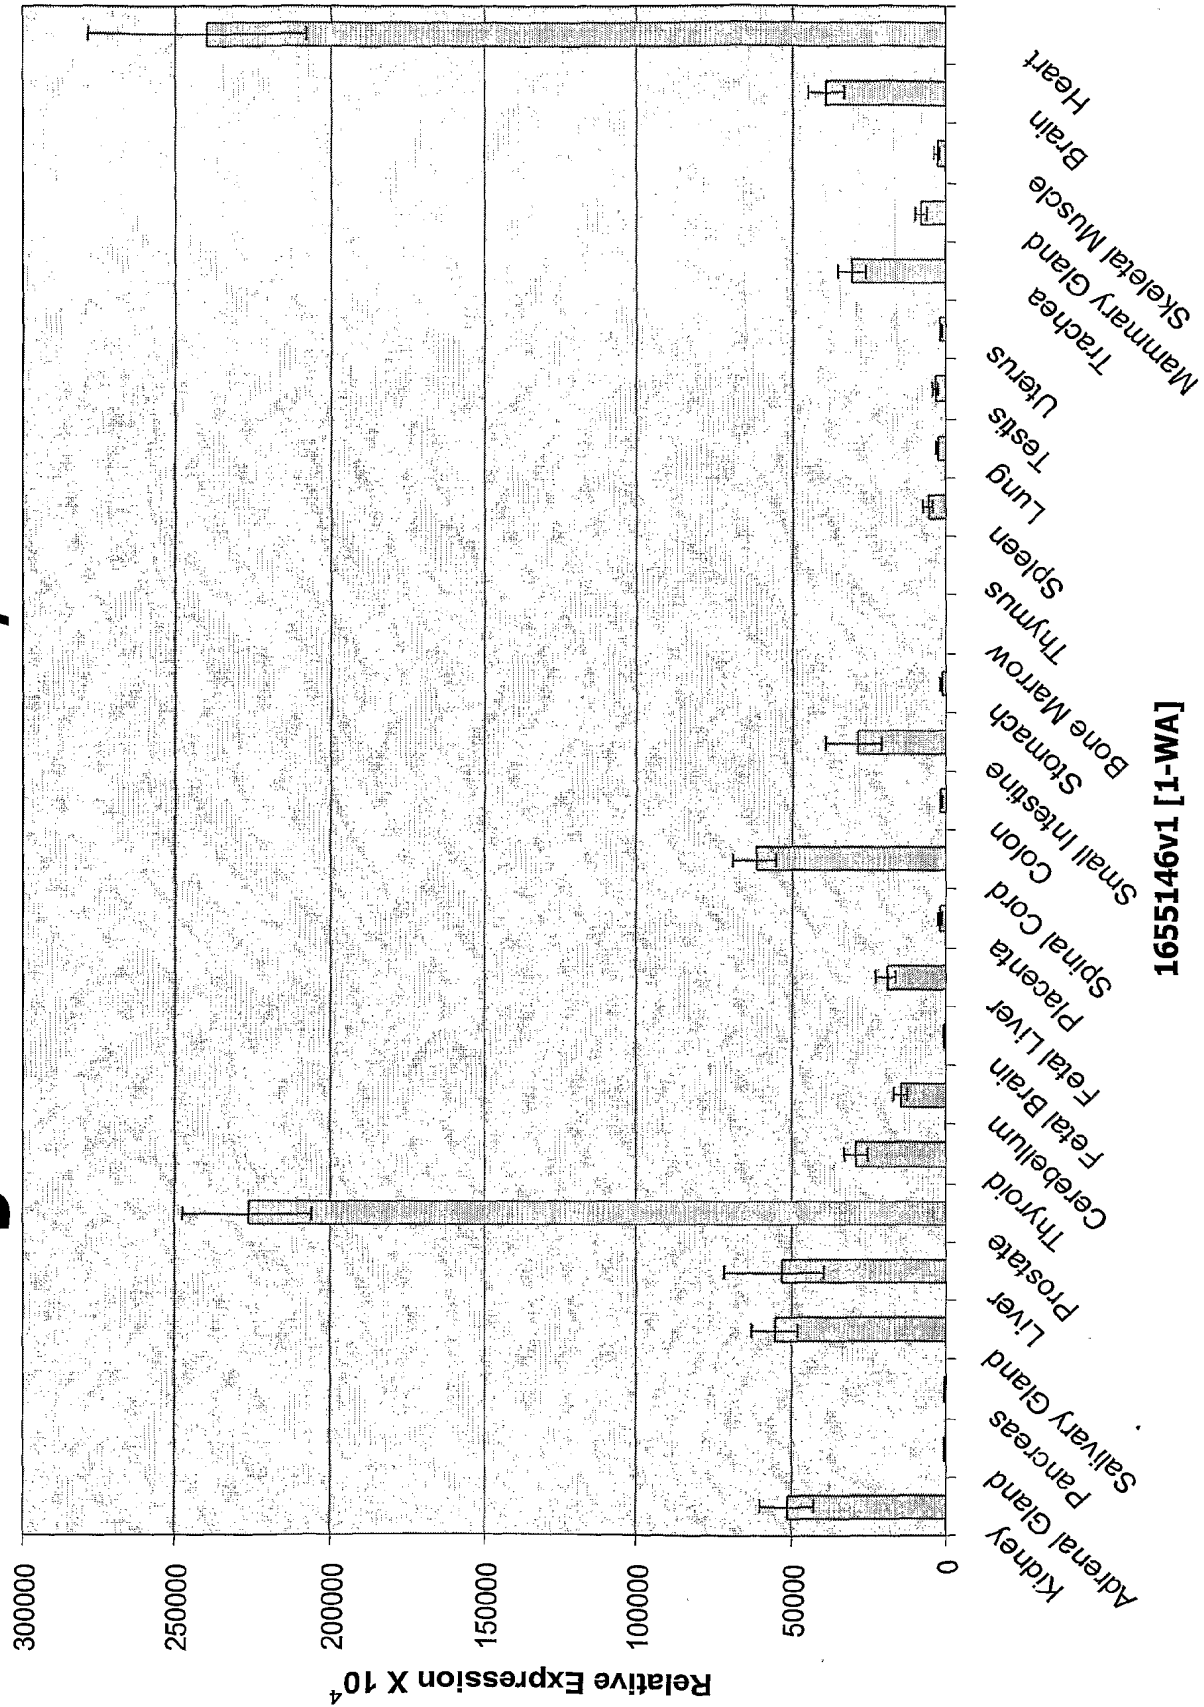 Relative Expression X 10⁴
300000
250000
200000
150000
100000
50000
0
Kidney
Adrenal Gland
Pancreas
Salivary Gland
Liver
Prostate
Thyroid
Cerebellum
Fetal Brain
Fetal Liver
Placenta
Spinal Cord
Colon
Small Intestine
Stomach
Bone Marrow
Thymus
Spleen
Lung
Testis
Uterus
Trachea
Mammary Gland
Skeletal Muscle
Brain
Heart
1655146v1 [1-WA]